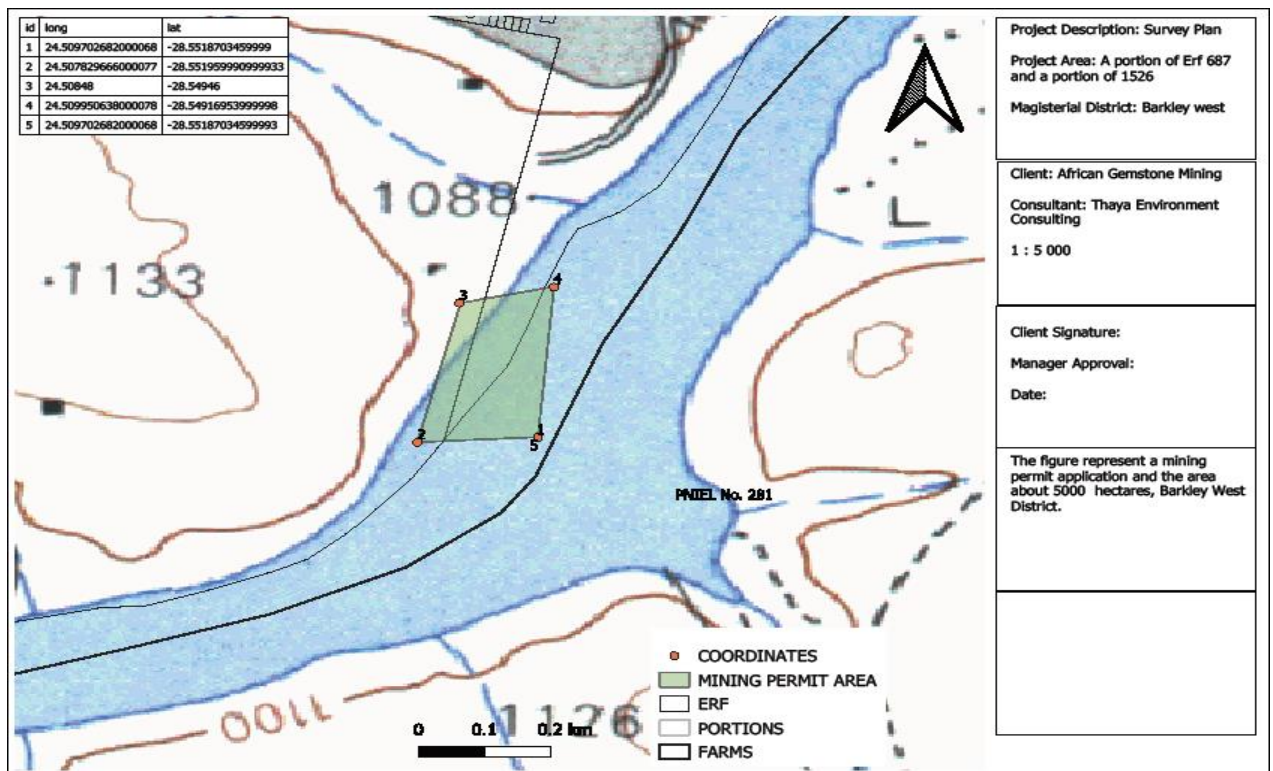 id long lat
1 24.509702682000068 -28.5518703459999
2 24.507829666000077 -28.551959990999933
3 24.50848 -28.54946
4 24.509950638000078 -28.54916953999998
5 24.509702682000068 -28.55187034599993
1088
1133
3
4
2
1
5
PNIEL No. 281
1100
1126
0 0.1 0.2 km
COORDINATES
MINING PERMIT AREA
ERF
PORTIONS
FARMS
Project Description: Survey Plan
Project Area: A portion of Erf 687
and a portion of 1526
Magisterial District: Barkley west
Client: African Gemstone Mining
Consultant: Thaya Environment
Consulting
1 : 5 000
Client Signature:
Manager Approval:
Date:
The figure represent a mining
permit application and the area
about 5000 hectares, Barkley West
District.